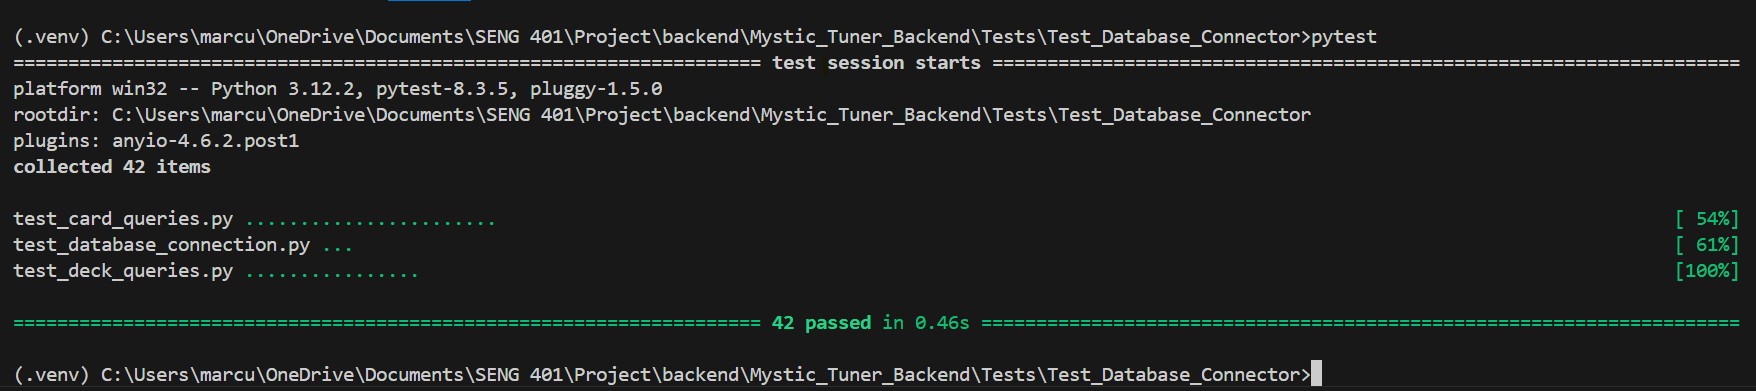 (.venv) C:\Users\marcu\OneDrive\Documents\SENG 401\Project\backend\Mystic_Tuner_Backend\Tests\Test_Database_Connector>pytest
==================================================================== test session starts ====================================================================
platform win32 -- Python 3.12.2, pytest-8.3.5, pluggy-1.5.0
rootdir: C:\Users\marcu\OneDrive\Documents\SENG 401\Project\backend\Mystic_Tuner_Backend\Tests\Test_Database_Connector
plugins: anyio-4.6.2.post1
collected 42 items
test_card_queries.py ....................... [ 54%]
test_database_connection.py ... [ 61%]
test_deck_queries.py ................ [100%]
==================================================================== 42 passed in 0.46s =====================================================================
(.venv) C:\Users\marcu\OneDrive\Documents\SENG 401\Project\backend\Mystic_Tuner_Backend\Tests\Test_Database_Connector>